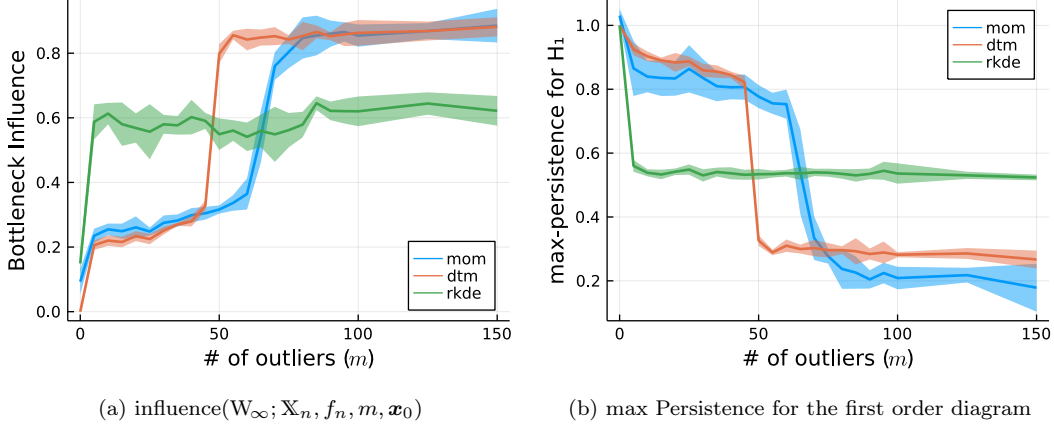 Bottleneck Influence
0.8
0.6
0.4
0.2
0.0
mom
dtm
rkde
0
50
100
150
# of outliers (m)
(a) influence(W∞; 𝕏ₙ, fₙ, m, 𝒙₀)
max-persistence for H₁
1.0
0.8
0.6
0.4
0.2
mom
dtm
rkde
0
50
100
150
# of outliers (m)
(b) max Persistence for the first order diagram